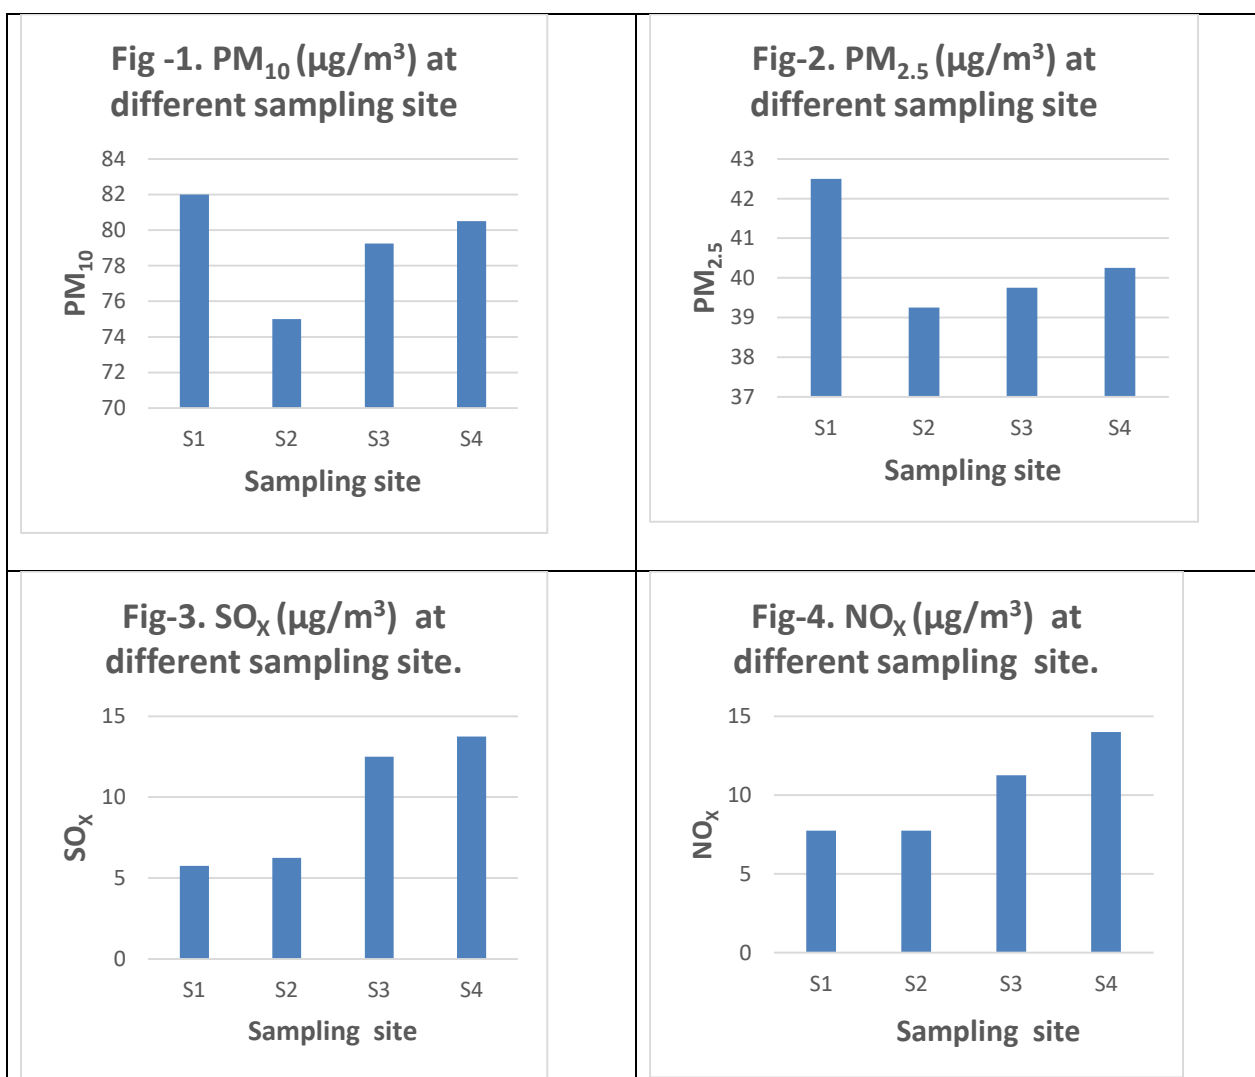 Fig -1. PM10 (µg/m³) at
different sampling site
84
82
80
78
76
74
72
70
PM10
S1 S2 S3 S4
Sampling site
Fig-2. PM2.5 (µg/m³) at
different sampling site
43
42
41
40
39
38
37
PM2.5
S1 S2 S3 S4
Sampling site
Fig-3. SOX (µg/m³) at
different sampling site.
15
10
5
0
SOX
S1 S2 S3 S4
Sampling site
Fig-4. NOX (µg/m³) at
different sampling site.
15
10
5
0
NOX
S1 S2 S3 S4
Sampling site